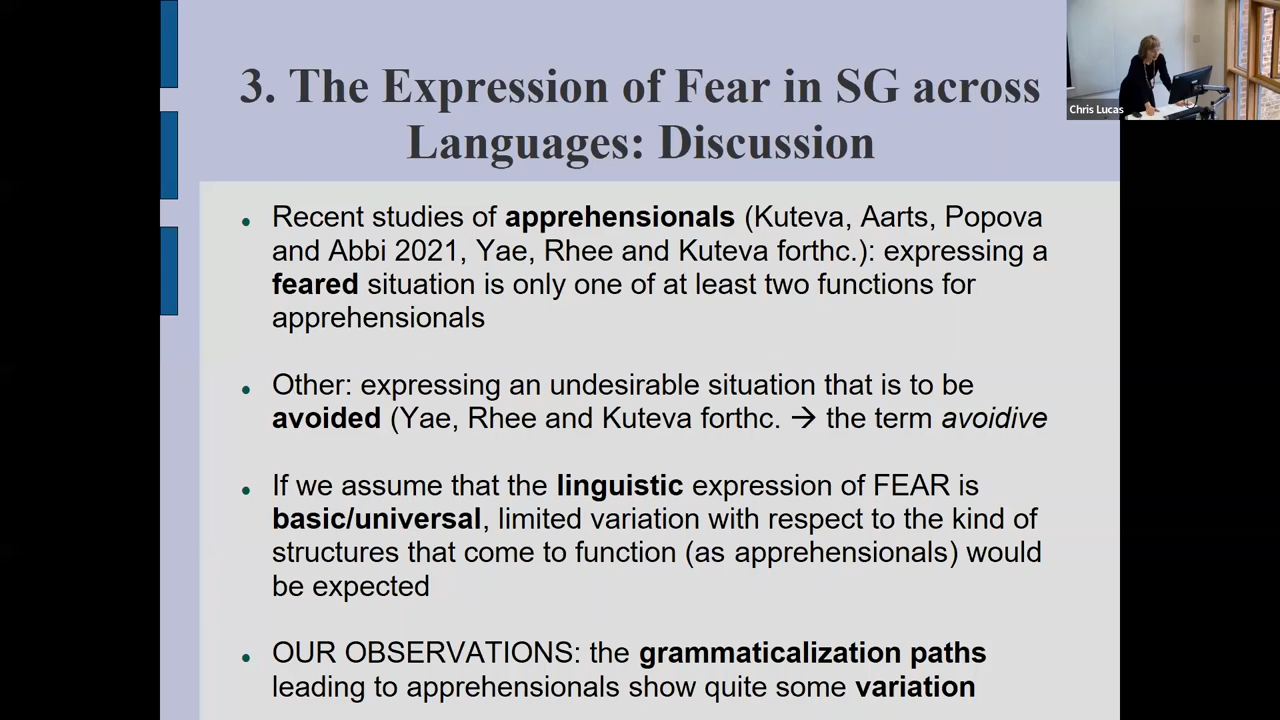 3. The Expression of Fear in SG across
Languages: Discussion
Chris Lucas
Recent studies of apprehensionals (Kuteva, Aarts, Popova
and Abbi 2021, Yae, Rhee and Kuteva forthc.): expressing a
feared situation is only one of at least two functions for
apprehensionals
Other: expressing an undesirable situation that is to be
avoided (Yae, Rhee and Kuteva forthc. → the term avoidive
If we assume that the linguistic expression of FEAR is
basic/universal, limited variation with respect to the kind of
structures that come to function (as apprehensionals) would
be expected
OUR OBSERVATIONS: the grammaticalization paths
leading to apprehensionals show quite some variation